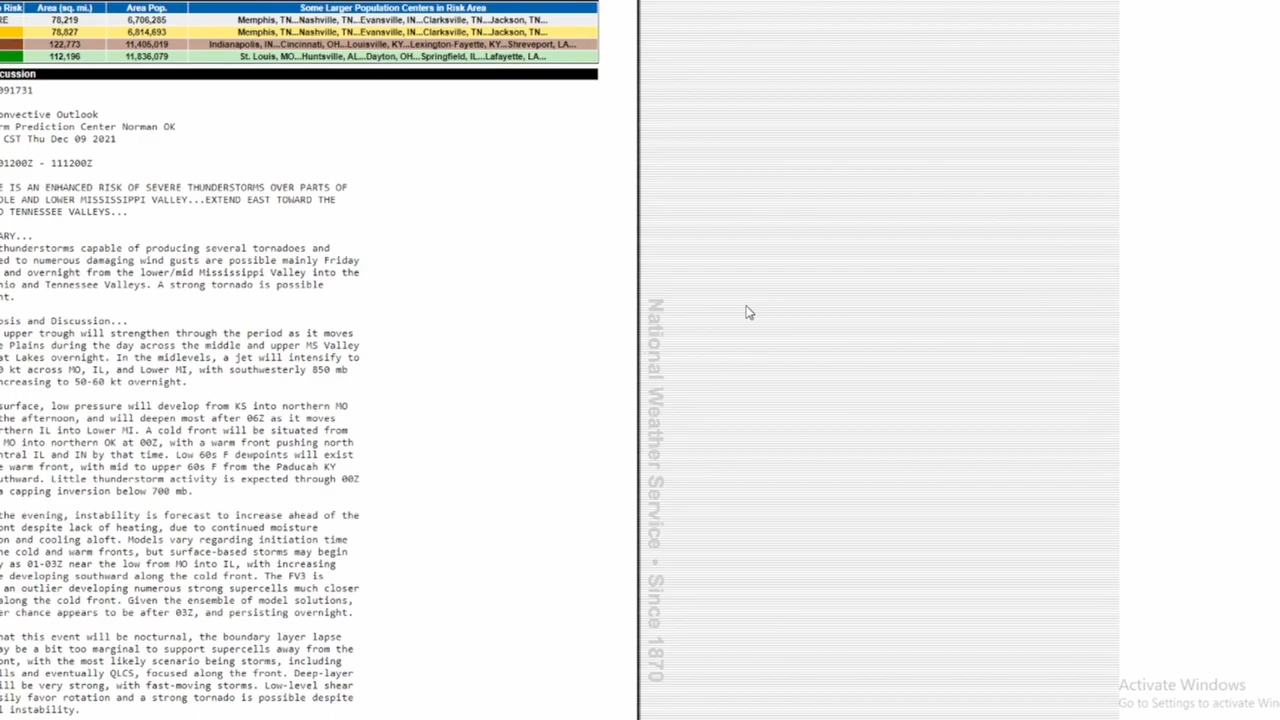 Risk Area (sq. mi.) Area Pop. Some Larger Population Centers in Risk Area
RE 78,219 6,706,285 Memphis, TN...Nashville, TN...Evansville, IN...Clarksville, TN...Jackson, TN...
78,827 6,814,693 Memphis, TN...Nashville, TN...Evansville, IN...Clarksville, TN...Jackson, TN...
122,773 11,405,019 Indianapolis, IN...Cincinnati, OH...Louisville, KY...Lexington-Fayette, KY...Shreveport, LA...
112,196 11,836,079 St. Louis, MO...Huntsville, AL...Dayton, OH...Springfield, IL...Lafayette, LA...
cussion
091731
onvective Outlook
rm Prediction Center Norman OK
CST Thu Dec 09 2021
01200Z - 111200Z
E IS AN ENHANCED RISK OF SEVERE THUNDERSTORMS OVER PARTS OF
DLE AND LOWER MISSISSIPPI VALLEY...EXTEND EAST TOWARD THE
D TENNESSEE VALLEYS...
ARY...
thunderstorms capable of producing several tornadoes and
ed to numerous damaging wind gusts are possible mainly Friday
and overnight from the lower/mid Mississippi Valley into the
hio and Tennessee Valleys. A strong tornado is possible
nt.
osis and Discussion...
upper trough will strengthen through the period as it moves
e Plains during the day across the middle and upper MS Valley
at Lakes overnight. In the midlevels, a jet will intensify to
0 kt across MO, IL, and Lower MI, with southwesterly 850 mb
ncreasing to 50-60 kt overnight.
surface, low pressure will develop from KS into northern MO
the afternoon, and will deepen most after 06Z as it moves
rthern IL into Lower MI. A cold front will be situated from
MO into northern OK at 00Z, with a warm front pushing north
ntral IL and IN by that time. Low 60s F dewpoints will exist
e warm front, with mid to upper 60s F from the Paducah KY
uthward. Little thunderstorm activity is expected through 00Z
a capping inversion below 700 mb.
the evening, instability is forecast to increase ahead of the
ont despite lack of heating, due to continued moisture
on and cooling aloft. Models vary regarding initiation time
he cold and warm fronts, but surface-based storms may begin
y as 01-03Z near the low from MO into IL, with increasing
e developing southward along the cold front. The FV3 is
an outlier developing numerous strong supercells much closer
along the cold front. Given the ensemble of model solutions,
er chance appears to be after 03Z, and persisting overnight.
hat this event will be nocturnal, the boundary layer lapse
ay be a bit too marginal to support supercells away from the
ont, with the most likely scenario being storms, including
lls and eventually QLCS, focused along the front. Deep-layer
ill be very strong, with fast-moving storms. Low-level shear
sily favor rotation and a strong tornado is possible despite
l instability.
National Weather Service • Since 1870
Activate Windows
Go to Settings to activate Win